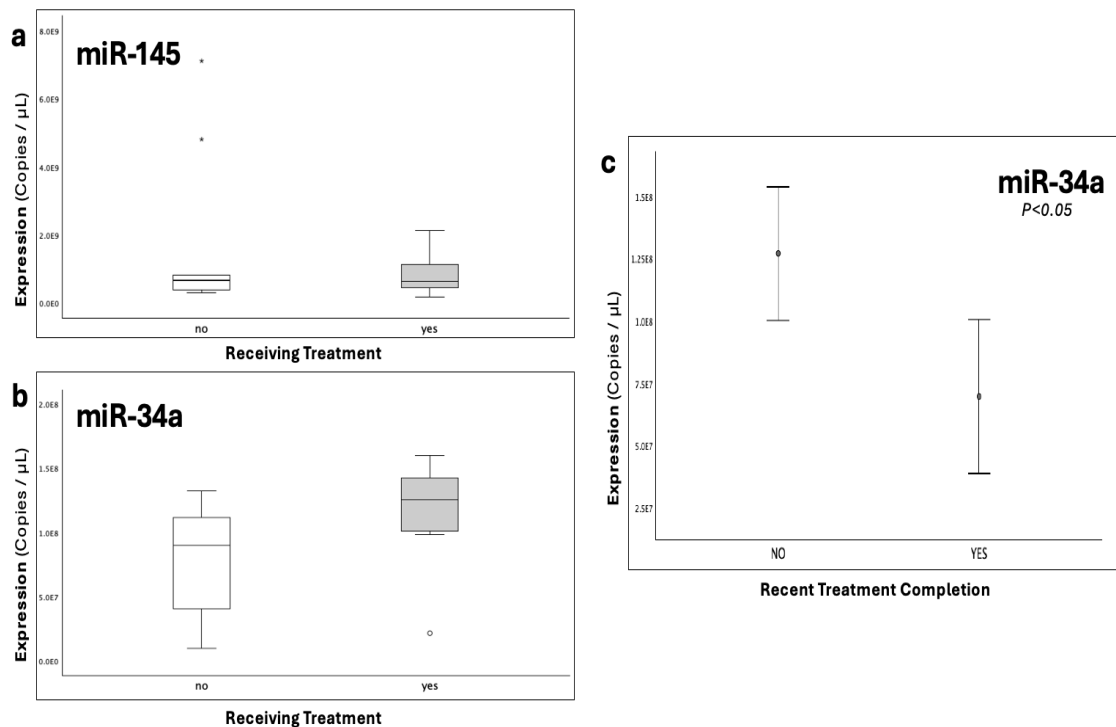 a
miR-145
Expression (Copies / µL)
8.0E9
6.0E9
4.0E9
2.0E9
0.0E0
*
*
no yes
Receiving Treatment
b
miR-34a
Expression (Copies / µL)
2.0E8
1.5E8
1.0E8
5.0E7
0.0E0
no yes
Receiving Treatment
c
miR-34a
P<0.05
Expression (Copies / µL)
1.5E8
1.25E8
1.0E8
7.5E7
5.0E7
2.5E7
NO YES
Recent Treatment Completion